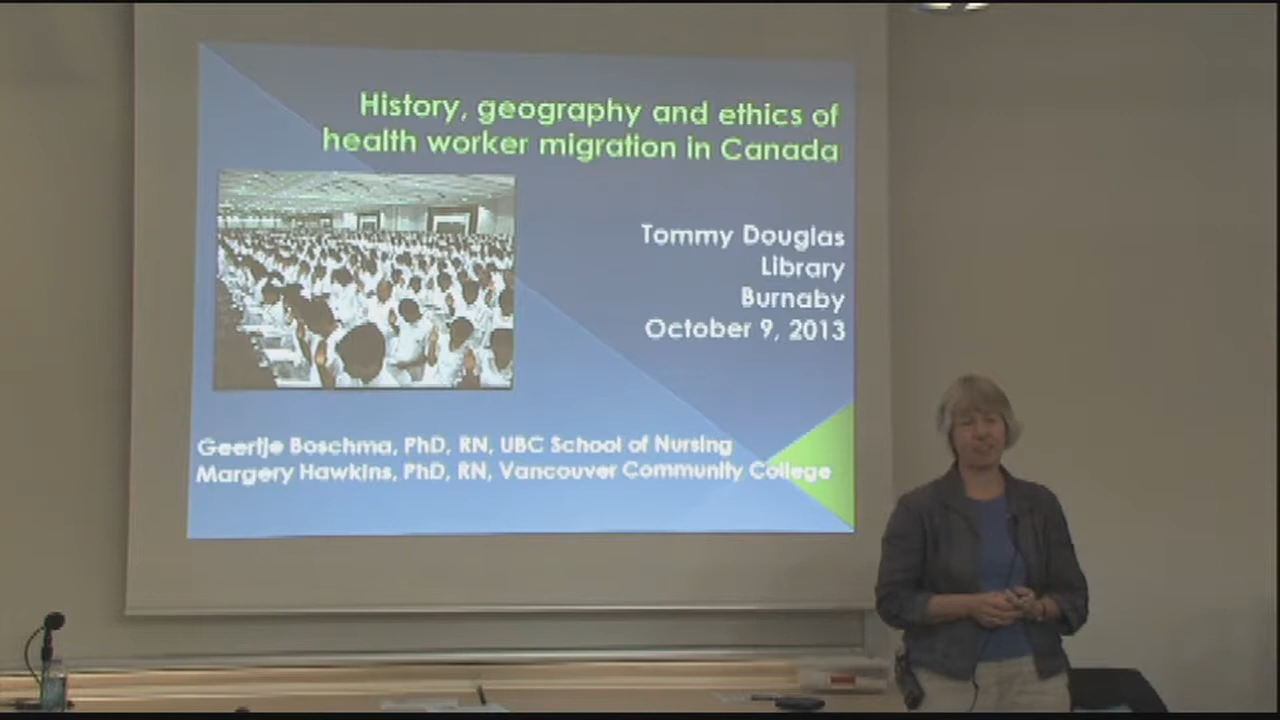 History, geography and ethics of
health worker migration in Canada
Tommy Douglas
Library
Burnaby
October 9, 2013
Geertje Boschma, PhD, RN, UBC School of Nursing
Margery Hawkins, PhD, RN, Vancouver Community College